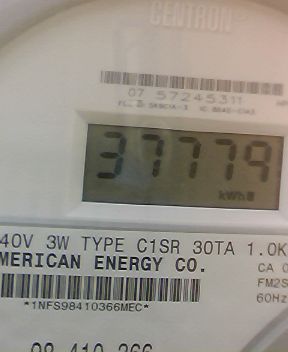 CENTRON®
07 57245311
37779
kWh
40V 3W TYPE C1SR 30TA 1.0K
MERICAN ENERGY CO.
CA 0
FM2S
60Hz
*1NFS98410366MEC*
98 410 366